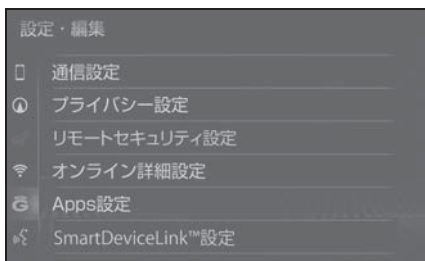 設定・編集
通信設定
プライバシー設定
リモートセキュリティ設定
オンライン詳細設定
Apps設定
SmartDeviceLink™設定